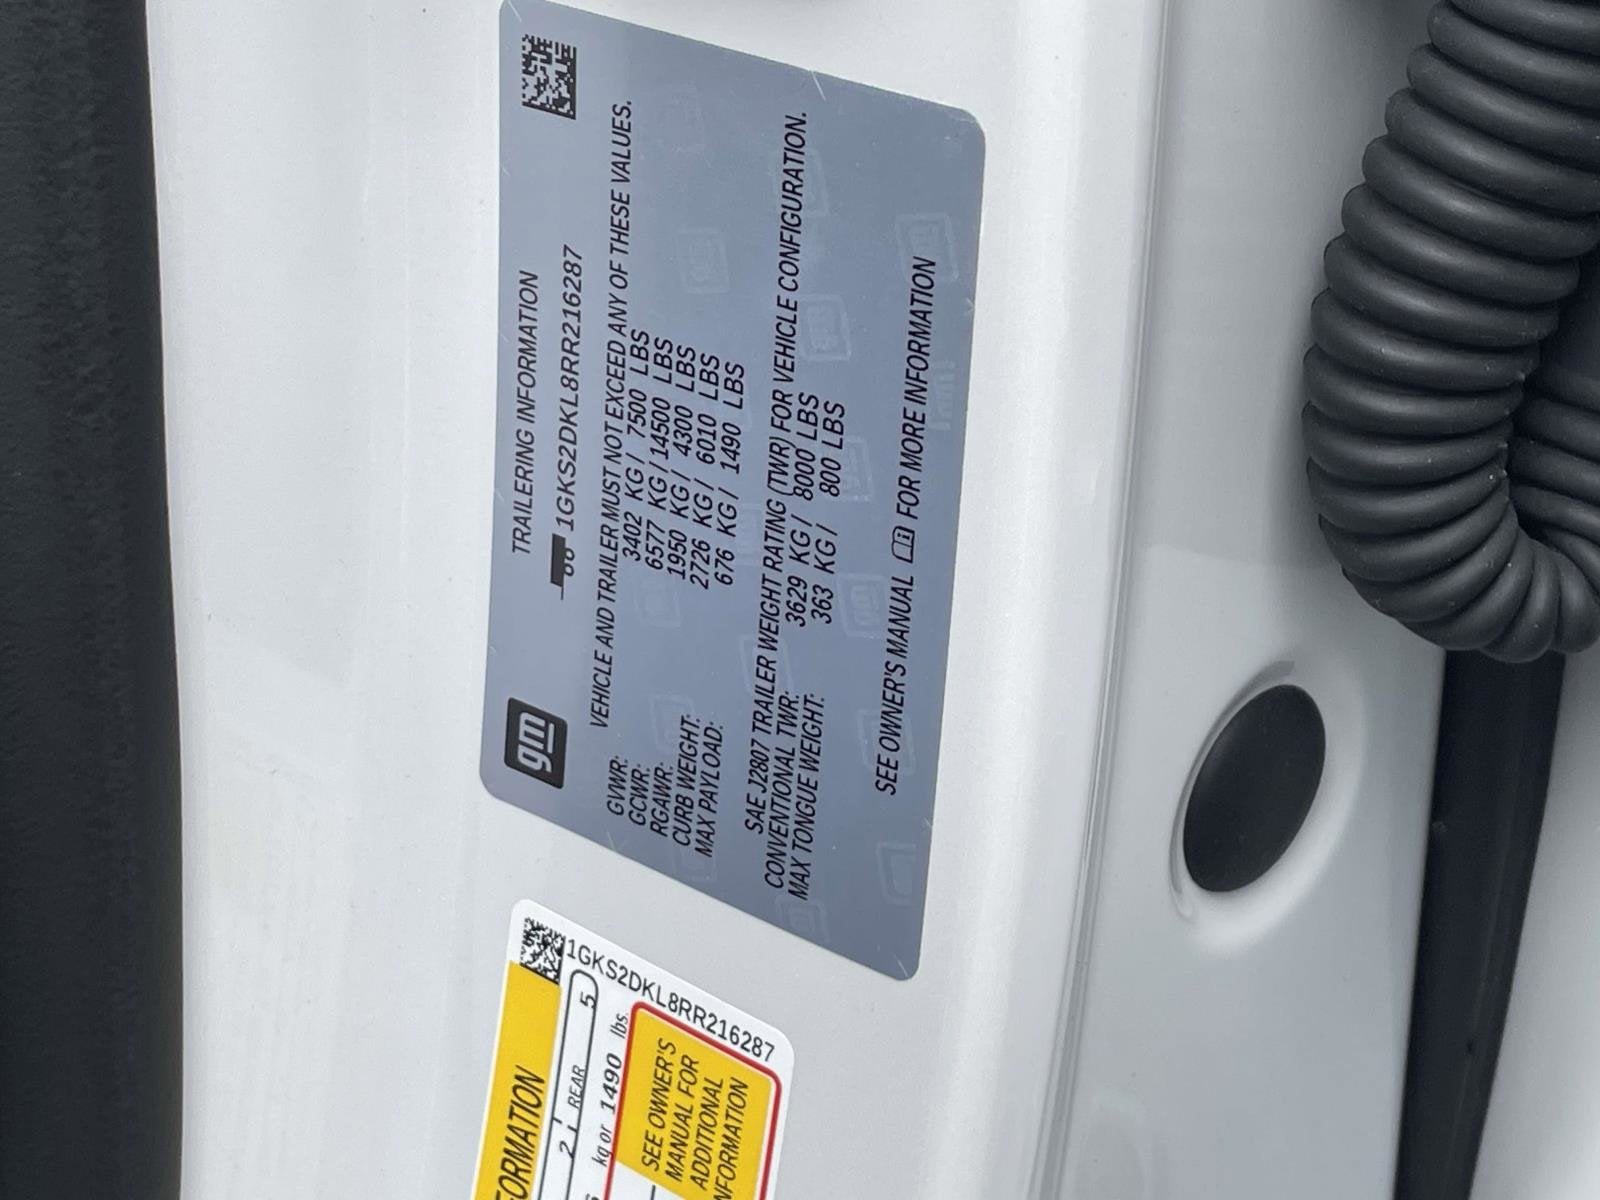 gm
TRAILERING INFORMATION
1GKS2DKL8RR216287
VEHICLE AND TRAILER MUST NOT EXCEED ANY OF THESE VALUES.
GVWR: 3402 KG / 7500 LBS
GCWR: 6577 KG / 14500 LBS
RGAWR: 1950 KG / 4300 LBS
CURB WEIGHT: 2726 KG / 6010 LBS
MAX PAYLOAD: 676 KG / 1490 LBS
SAE J2807 TRAILER WEIGHT RATING (TWR) FOR VEHICLE CONFIGURATION.
CONVENTIONAL TWR: 3629 KG / 8000 LBS
MAX TONGUE WEIGHT: 363 KG / 800 LBS
SEE OWNER'S MANUAL FOR MORE INFORMATION
1GKS2DKL8RR216287
2 REAR 5
kg or 1490 lbs.
SEE OWNER'S
MANUAL FOR
ADDITIONAL